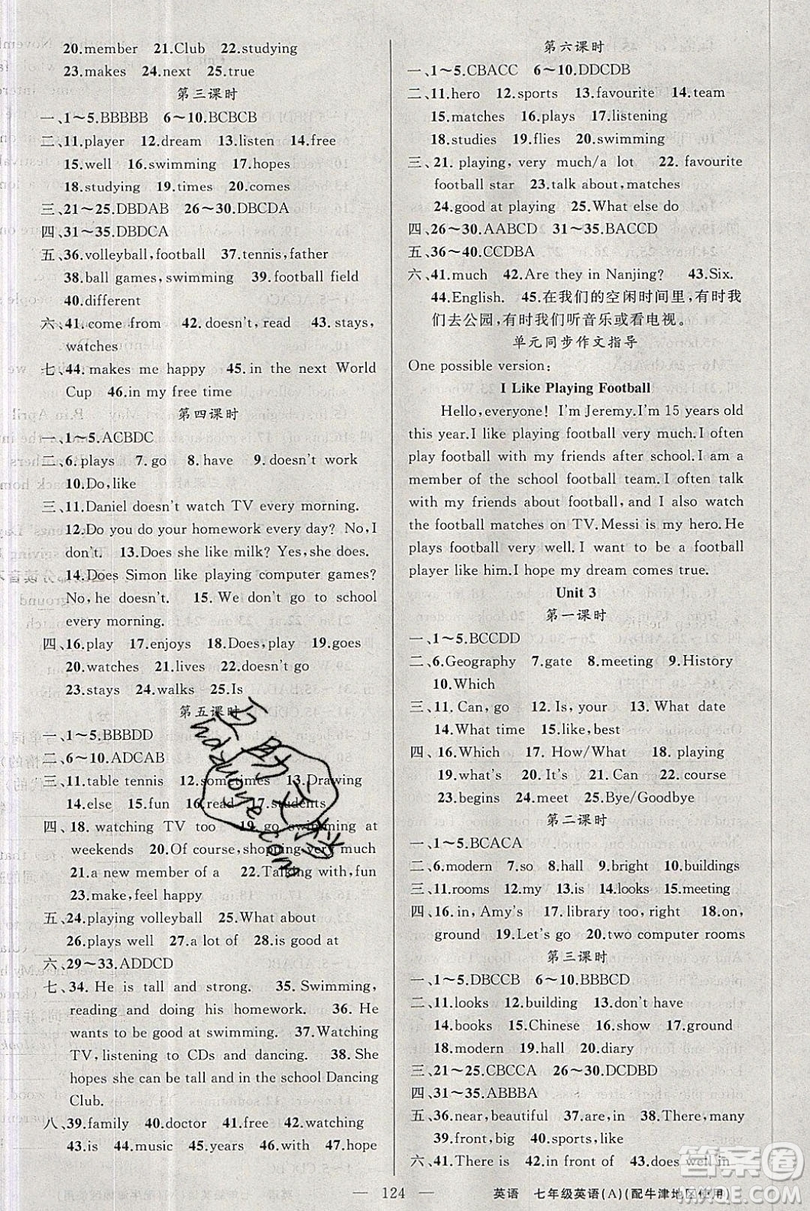 20.member 21.Club 22.studying
23.makes 24.next 25.true
第三课时
一、1～5.BBBBB 6～10.BCBCB
二、11.player 12.dream 13.listen 14.free
15.well 16.swimming 17.hopes
18.studying 19.times 20.comes
三、21～25.DBDAB 26～30.DBCDA
四、31～35.DBDCA
五、36.volleyball,football 37.tennis,father
38.ball games,swimming 39.football field
40.different
六、41.come from 42.doesn't,read 43.stays,
watches
七、44.makes me happy 45.in the next World
Cup 46.in my free time
第四课时
一、1～5.ACBDC
二、6.plays 7.go 8.have 9.doesn't work
10.Do,like
三、11.Daniel doesn't watch TV every morning.
12.Do you do your homework every day? No,I
don't. 13.Does she like milk? Yes,she does.
14.Does Simon like playing computer games?
No,he doesn't. 15.We don't go to school
every morning.
四、16.play 17.enjoys 18.Does,play 19.goes
20.watches 21.lives 22.doesn't go
23.stays 24.walks 25.Is
第五课时
一、1～5.BBBDD
二、6～10.ADCAB
三、11.table tennis 12.sometimes 13.Drawing
14.else 15.fun 16.read 17.students
四、18. watching TV too 19. go swimming at
weekends 20.Of course,shopping very well
21.a new member of a 22.Talking with,fun
23.make,feel happy
五、24.playing volleyball 25.What about
26.plays 27.very well 28.last week
六、29～33.ADDCD
七、34. He is tall and strong. 35.Swimming,
reading and doing his homework. 36.He
wants to be good at swimming. 37.Watching
TV,listening to CDs and dancing. 38.She
hopes she can dance in the school Dancing
Club.
八、39.family 40.doctor 41.free 42.dancing
43.is 44.music 45.years 46.with 47.hope
第六课时
一、1～5.CBACC 6～10.DDCDB
二、11.hero 12.sports 13.favourite 14.team
15.matches 16.player 17.enjoys
18.studies 19.flies 20.dreams
三、21. playing, very much/a lot 22. favourite
football star 23.talk about,matches
24.good at playing 25.What else do
四、26～30.AABCD 31～35.BACCD
五、36～40.CCDBA
六、41.much 42.Are they in Nanjing? 43.Six.
44.English. 45.在我们的空闲时间里,有时我
们去公园,有时我们听音乐或看电视。
单元同步作文指导
One possible version:
I Like Playing Football
Hello,everyone! I'm Jeremy.I'm 15 years old
this year.I like playing football very much.I often
play football with my friends after school.I am a
member of the school football team. I often talk
with my friends about football, and we watch
the football matches on TV. Messi is my hero. He
plays football very well.I want to be a football
player like him.I hope my dream comes true.
Unit 3
第一课时
一、1～5.BCCDD
二、6.Geography 7.gate 8.meeting 9.History
10.Which
三、11.Can, go 12.Is, your 13.What date
14.What time 15.like,best
四、16.Which 17. How/What 18.playing
19.what's 20.It's 21.can 22. course
23.begins 24.meet 25.Bye/Goodbye
第二课时
一、1～5.BCACA
二、6.modern 7.so 8.hall 9.bright 10.buildings
三、11.rooms 12.is 13.Is 14.looks 15.meeting
四、16.in, Amy's 17. library too, right 18.on,
ground 19.Let me show 20.two computer rooms
第三课时
一、1～5.DBCCB 6～10.BBBCD
二、11.looks 12.building 13.front 14.books 15.Chinese 16.show 17.ground
18.modern 19.hall 20.diary
三、21～25.CBCCA 26～30.BCCAB
四、31～35.ABBBA
五、36.near,beautiful 37.How many
39.front,big 40.sports,like
六、41.in 42.in front of 43.does well in
124
英语 七年级英语(A)(配牛津地区使用)
答案圈